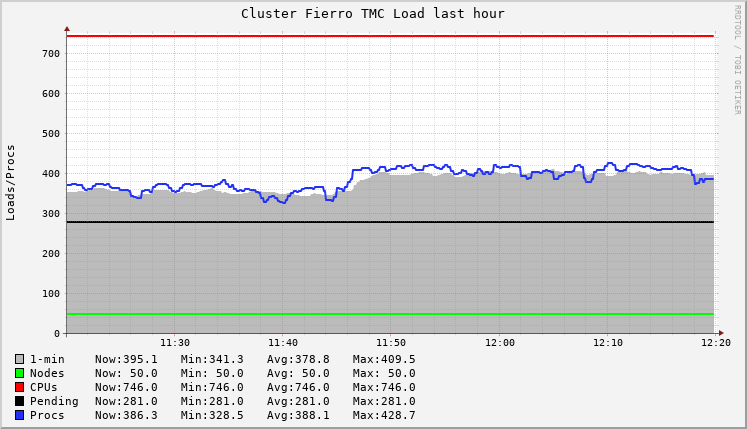 Cluster Fierro TMC Load last hour
RRDTOOL / TOBI OETIKER
Loads/Procs
700
600
500
400
300
200
100
0
11:30 11:40 11:50 12:00 12:10 12:20
1-min Now:395.1 Min:341.3 Avg:378.8 Max:409.5
Nodes Now: 50.0 Min: 50.0 Avg: 50.0 Max: 50.0
CPUs Now:746.0 Min:746.0 Avg:746.0 Max:746.0
Pending Now:281.0 Min:281.0 Avg:281.0 Max:281.0
Procs Now:386.3 Min:328.5 Avg:388.1 Max:428.7